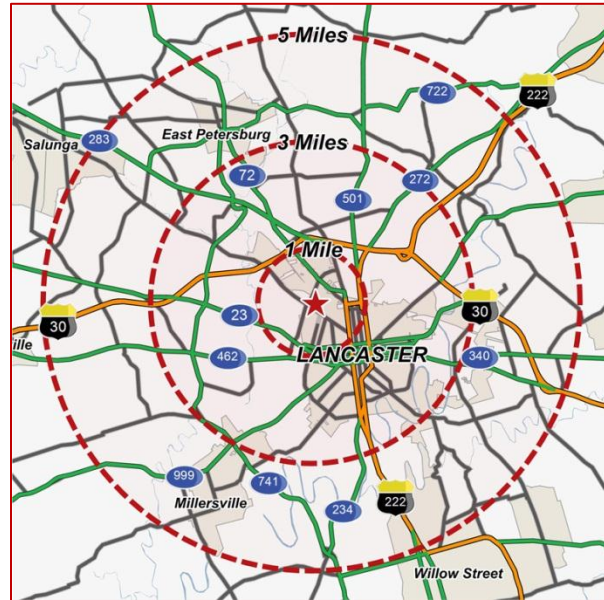 5 Miles
722
222
283
Salunga
East Petersburg
3 Miles
72
272
501
1 Mile
30
ville
23
30
LANCASTER
462
340
999
741
Millersville
234
222
Willow Street